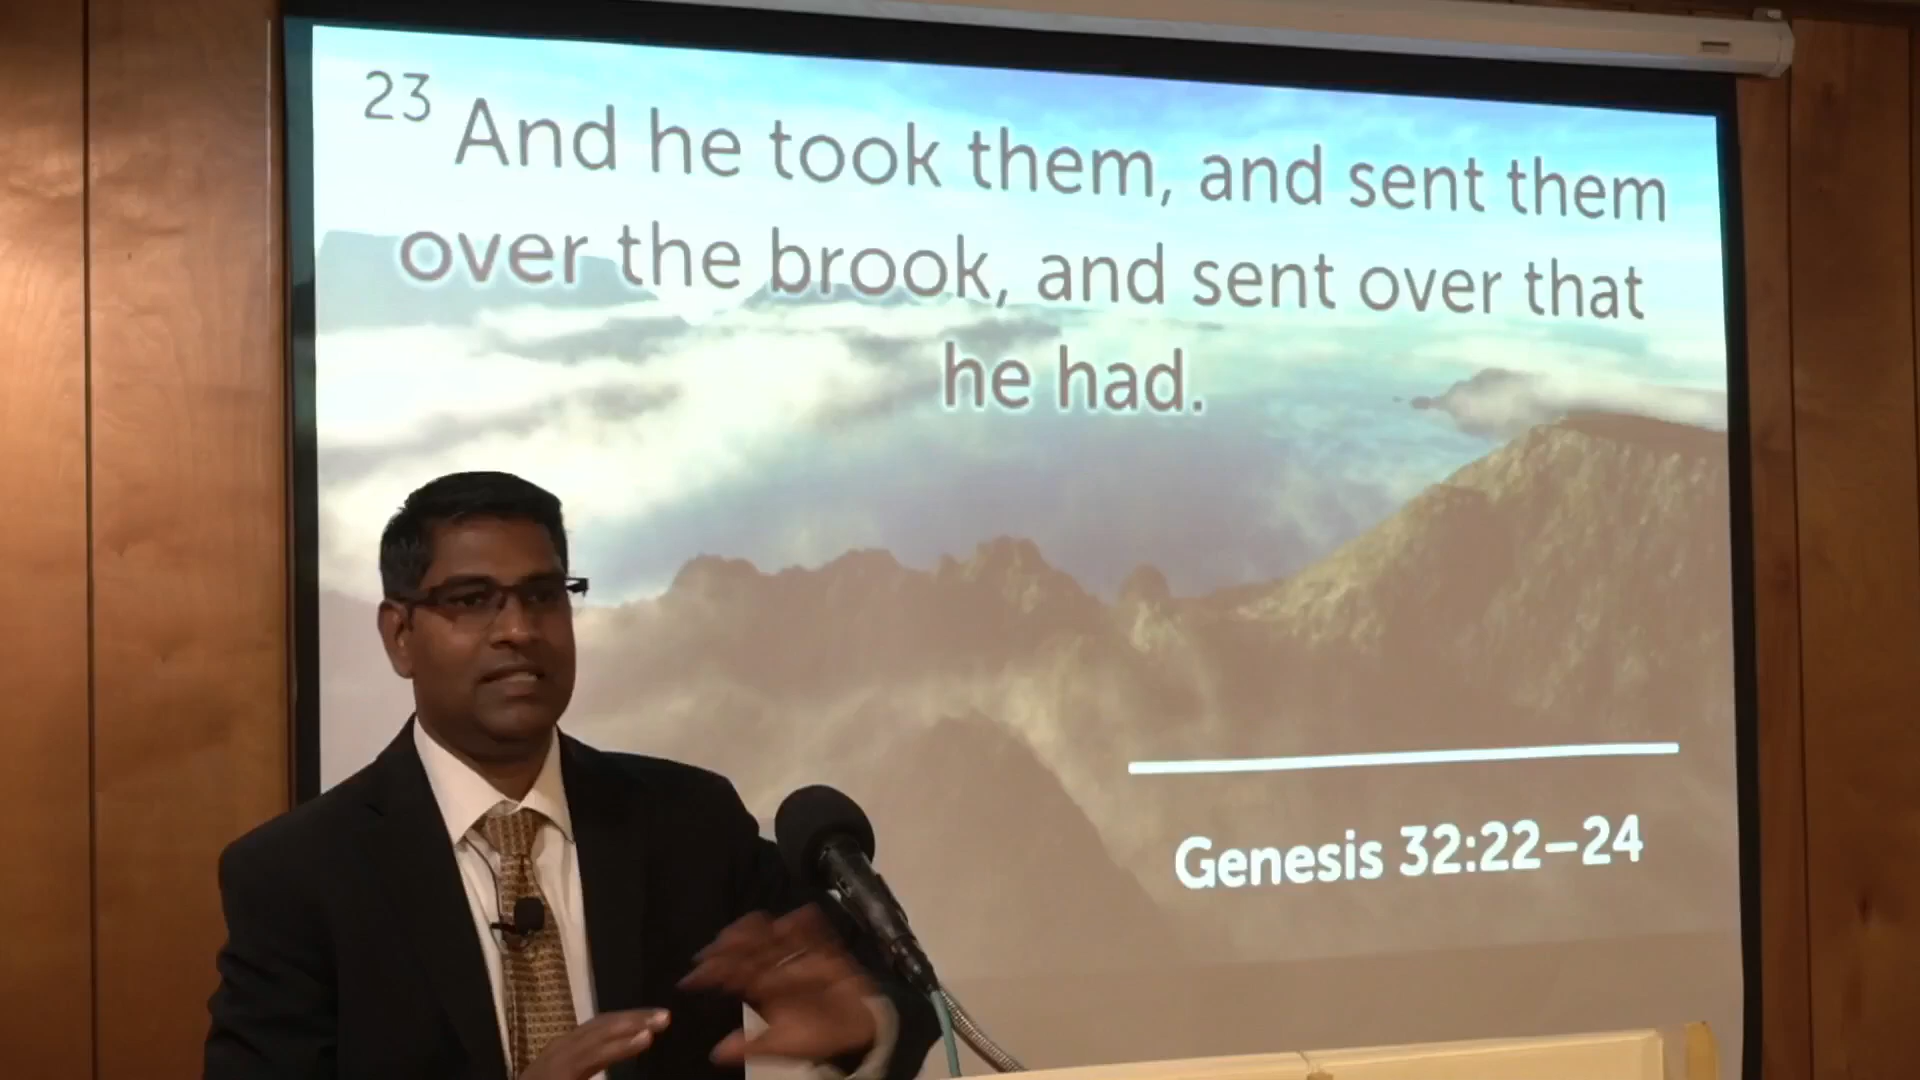 23 And he took them, and sent them
over the brook, and sent over that
he had.
Genesis 32:22–24